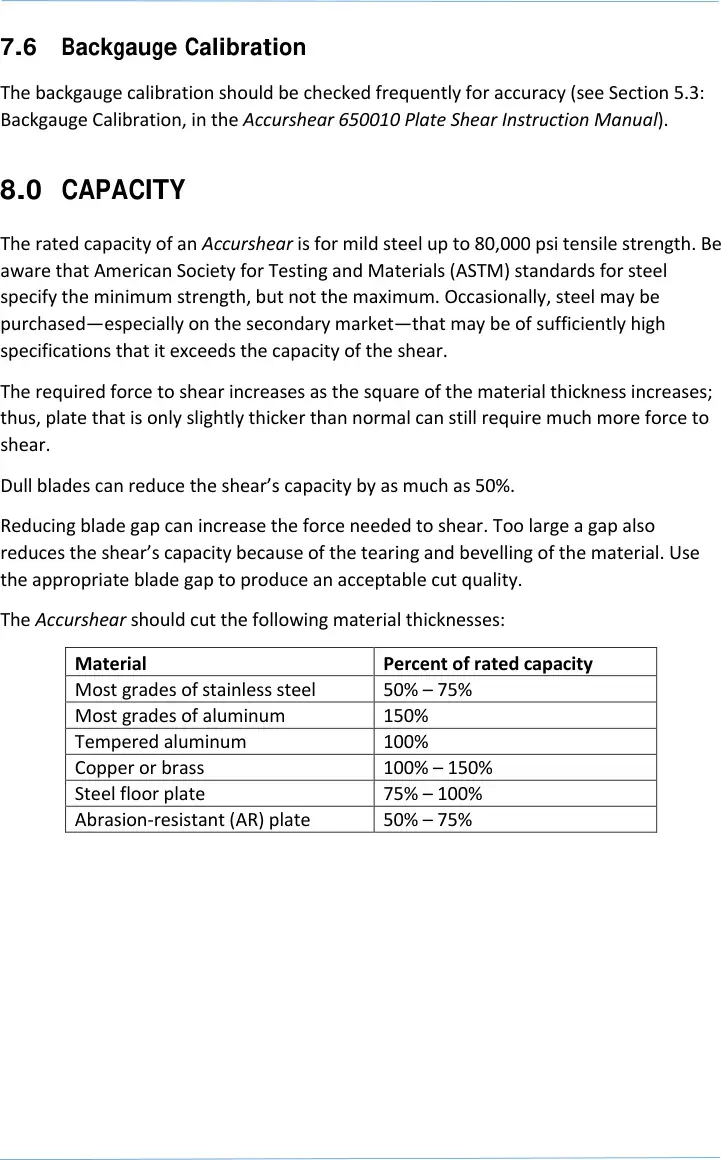 7.6 Backgauge Calibration
The backgauge calibration should be checked frequently for accuracy (see Section 5.3:
Backgauge Calibration, in the Accurshear 650010 Plate Shear Instruction Manual).
8.0 CAPACITY
The rated capacity of an Accurshear is for mild steel up to 80,000 psi tensile strength. Be
aware that American Society for Testing and Materials (ASTM) standards for steel
specify the minimum strength, but not the maximum. Occasionally, steel may be
purchased—especially on the secondary market—that may be of sufficiently high
specifications that it exceeds the capacity of the shear.
The required force to shear increases as the square of the material thickness increases;
thus, plate that is only slightly thicker than normal can still require much more force to
shear.
Dull blades can reduce the shear’s capacity by as much as 50%.
Reducing blade gap can increase the force needed to shear. Too large a gap also
reduces the shear’s capacity because of the tearing and bevelling of the material. Use
the appropriate blade gap to produce an acceptable cut quality.
The Accurshear should cut the following material thicknesses:
Material Percent of rated capacity
Most grades of stainless steel 50% – 75%
Most grades of aluminum 150%
Tempered aluminum 100%
Copper or brass 100% – 150%
Steel floor plate 75% – 100%
Abrasion-resistant (AR) plate 50% – 75%